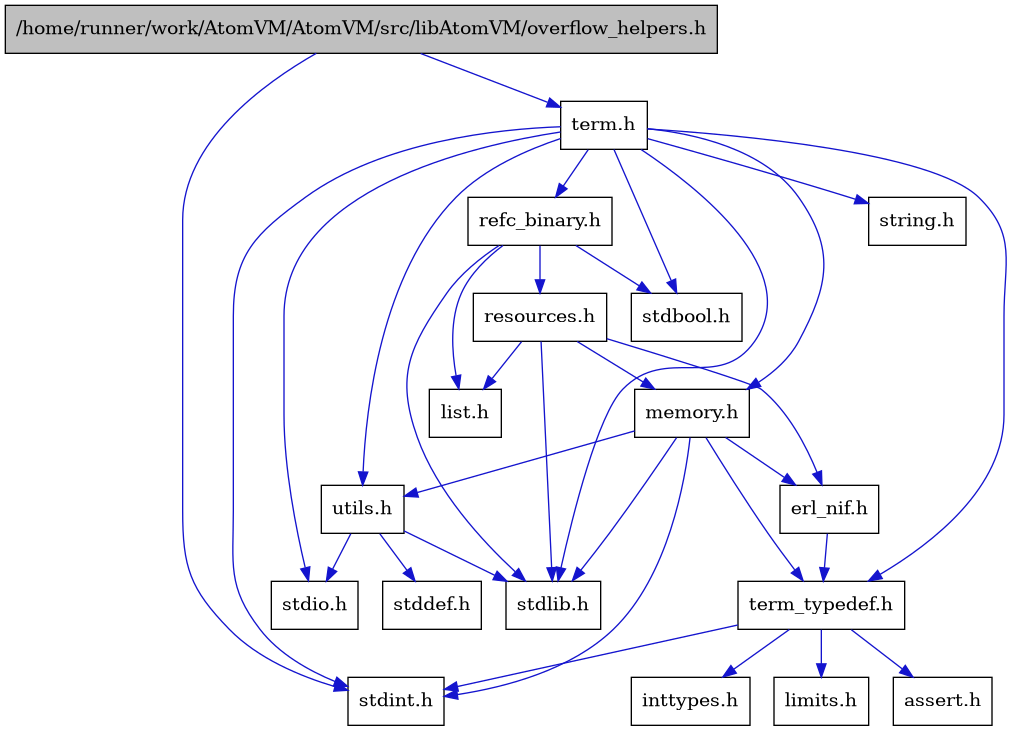 /home/runner/work/AtomVM/AtomVM/src/libAtomVM/overflow_helpers.h
term.h
refc_binary.h
string.h
resources.h
stdbool.h
list.h
memory.h
utils.h
erl_nif.h
stdio.h
stddef.h
stdlib.h
term_typedef.h
stdint.h
inttypes.h
limits.h
assert.h